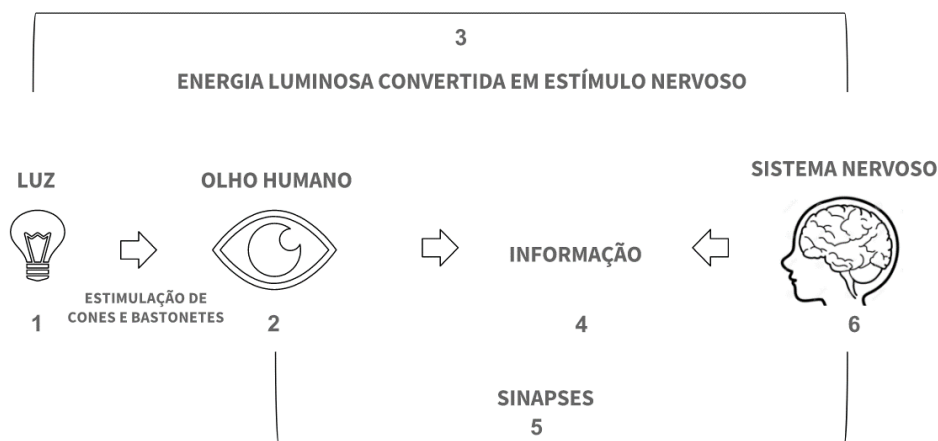 3
ENERGIA LUMINOSA CONVERTIDA EM ESTÍMULO NERVOSO
LUZ
OLHO HUMANO
SISTEMA NERVOSO
INFORMAÇÃO
ESTIMULAÇÃO DE
CONES E BASTONETES
1
2
4
6
SINAPSES
5